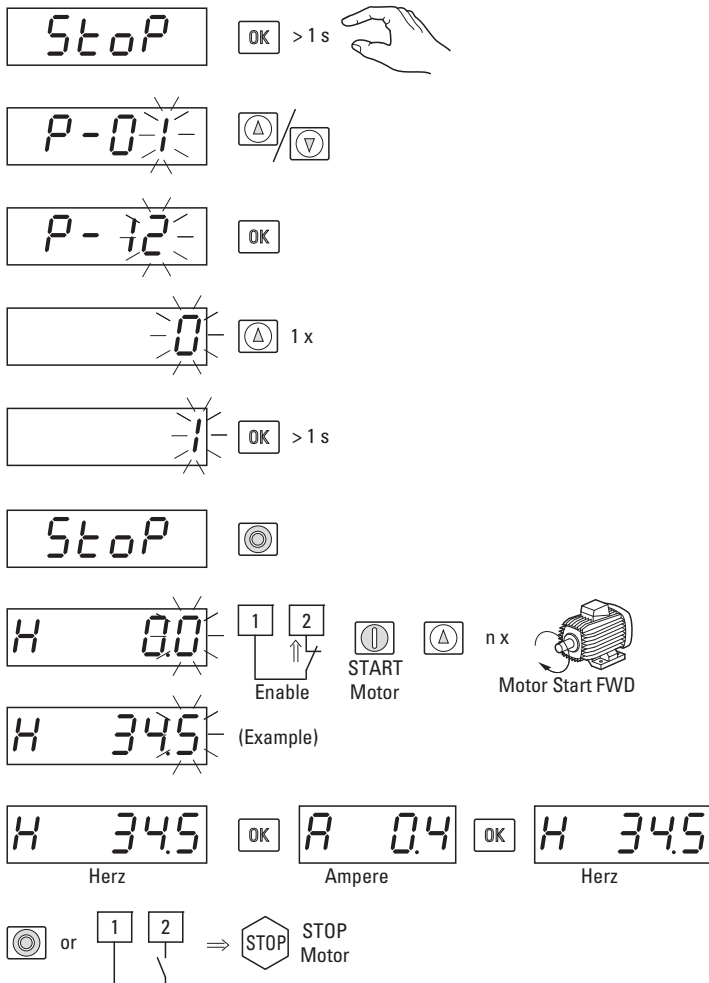 StoP OK > 1 s
P-01
P-12 OK
0 1 x
1 OK > 1 s
StoP
H 0.0 1 2 n x
Enable START Motor Motor Start FWD
H 34.5 (Example)
H 34.5 OK A 0.4 OK H 34.5
Herz Ampere Herz
or 1 2 ⇒ STOP STOP Motor